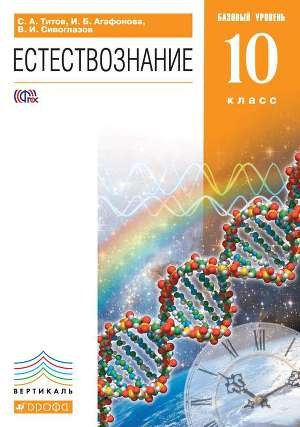 С. А. Титов, И. Б. Агафонова,
В. И. Сивоглазов
ЕСТЕСТВОЗНАНИЕ
БАЗОВЫЙ УРОВЕНЬ
10
класс
ВЕРТИКАЛЬ
дрофа